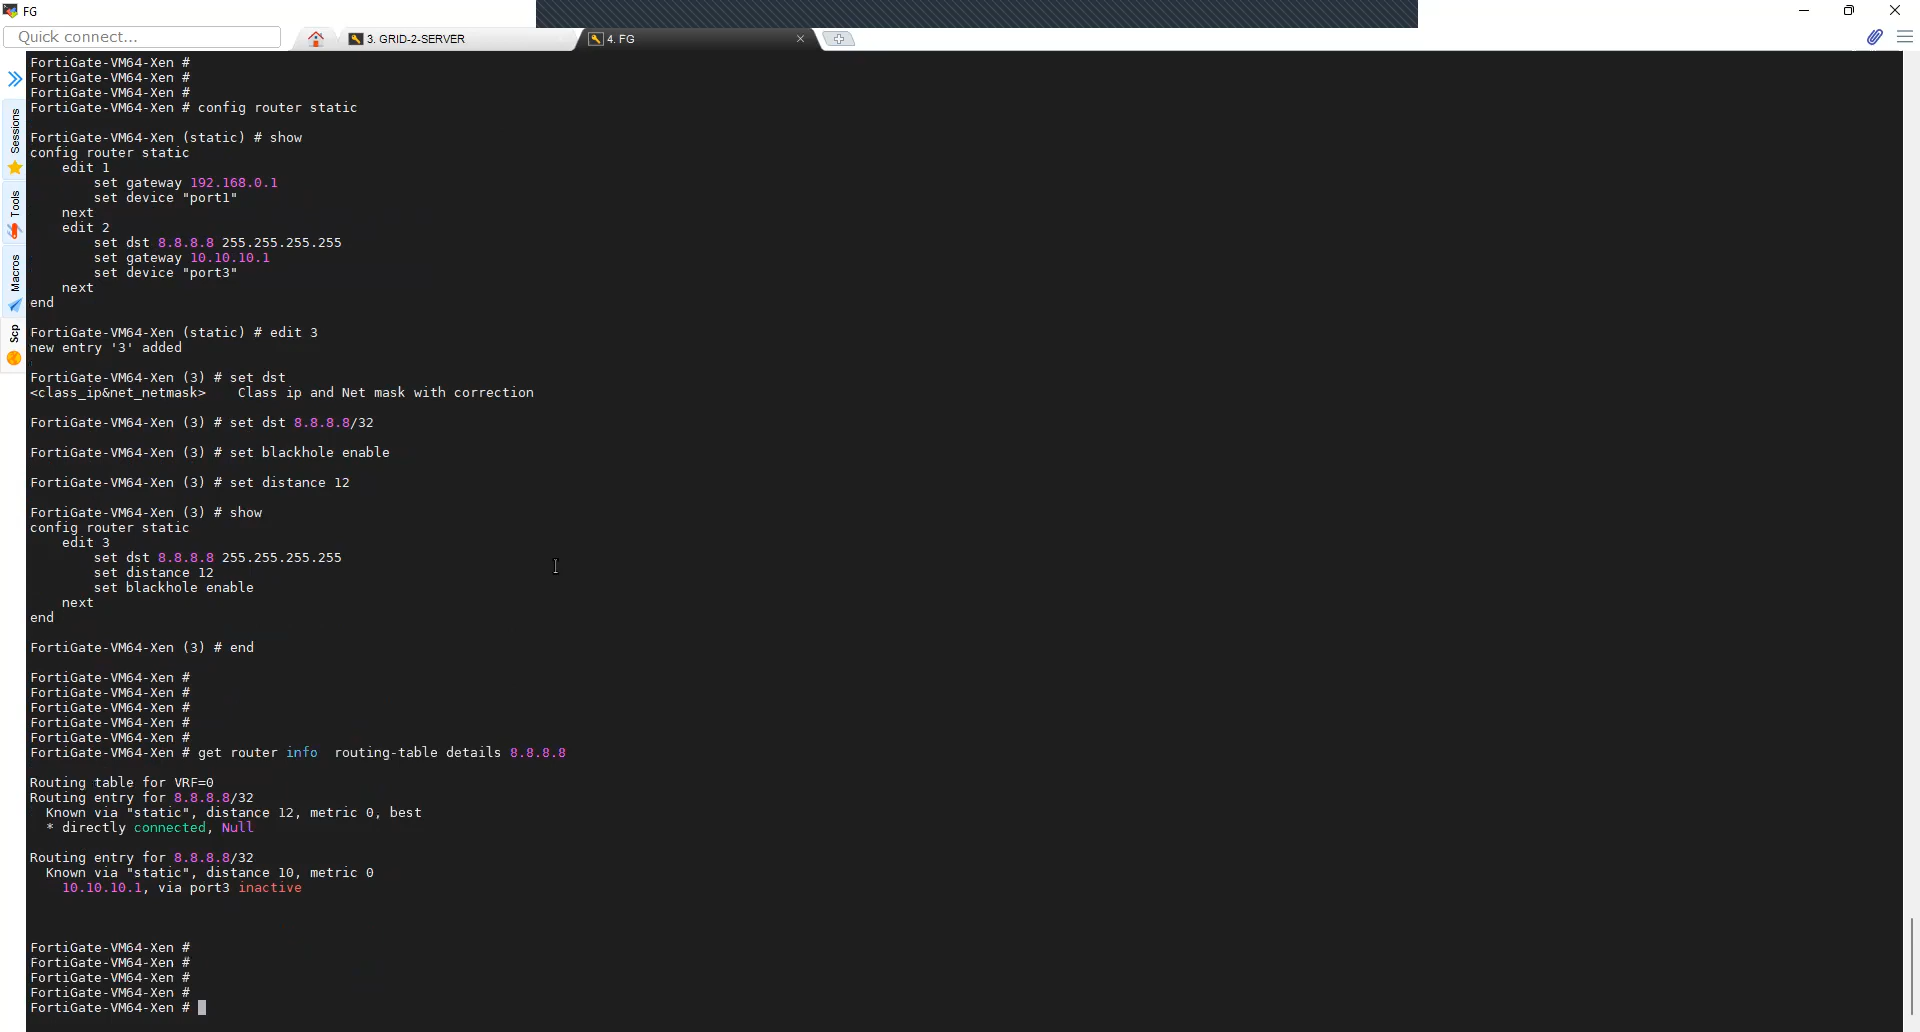 FG
Quick connect...
3. GRID-2-SERVER
4. FG
Sessions
Tools
Macros
Scp
FortiGate-VM64-Xen #
FortiGate-VM64-Xen #
FortiGate-VM64-Xen #
FortiGate-VM64-Xen # config router static
FortiGate-VM64-Xen (static) # show
config router static
    edit 1
        set gateway 192.168.0.1
        set device "port1"
    next
    edit 2
        set dst 8.8.8.8 255.255.255.255
        set gateway 10.10.10.1
        set device "port3"
    next
end
FortiGate-VM64-Xen (static) # edit 3
new entry '3' added
FortiGate-VM64-Xen (3) # set dst
<class_ip&net_netmask>    Class ip and Net mask with correction
FortiGate-VM64-Xen (3) # set dst 8.8.8.8/32
FortiGate-VM64-Xen (3) # set blackhole enable
FortiGate-VM64-Xen (3) # set distance 12
FortiGate-VM64-Xen (3) # show
config router static
    edit 3
        set dst 8.8.8.8 255.255.255.255
        set distance 12
        set blackhole enable
    next
end
FortiGate-VM64-Xen (3) # end
FortiGate-VM64-Xen #
FortiGate-VM64-Xen #
FortiGate-VM64-Xen #
FortiGate-VM64-Xen #
FortiGate-VM64-Xen #
FortiGate-VM64-Xen # get router info  routing-table details 8.8.8.8
Routing table for VRF=0
Routing entry for 8.8.8.8/32
  Known via "static", distance 12, metric 0, best
  * directly connected, Null
Routing entry for 8.8.8.8/32
  Known via "static", distance 10, metric 0
    10.10.10.1, via port3 inactive
FortiGate-VM64-Xen #
FortiGate-VM64-Xen #
FortiGate-VM64-Xen #
FortiGate-VM64-Xen #
FortiGate-VM64-Xen #